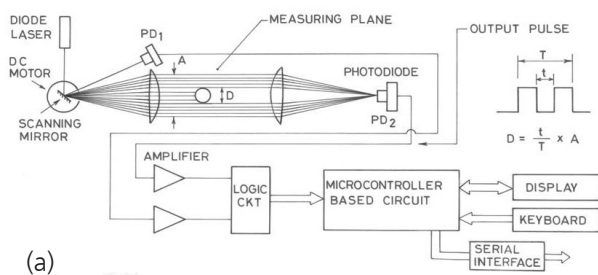 DIODE
LASER
DC
MOTOR
SCANNING
MIRROR
PD1
A
MEASURING PLANE
D
PHOTODIODE
PD2
OUTPUT PULSE
T
t
D = t/T x A
AMPLIFIER
LOGIC
CKT
MICROCONTROLLER
BASED CIRCUIT
DISPLAY
KEYBOARD
SERIAL
INTERFACE
(a)